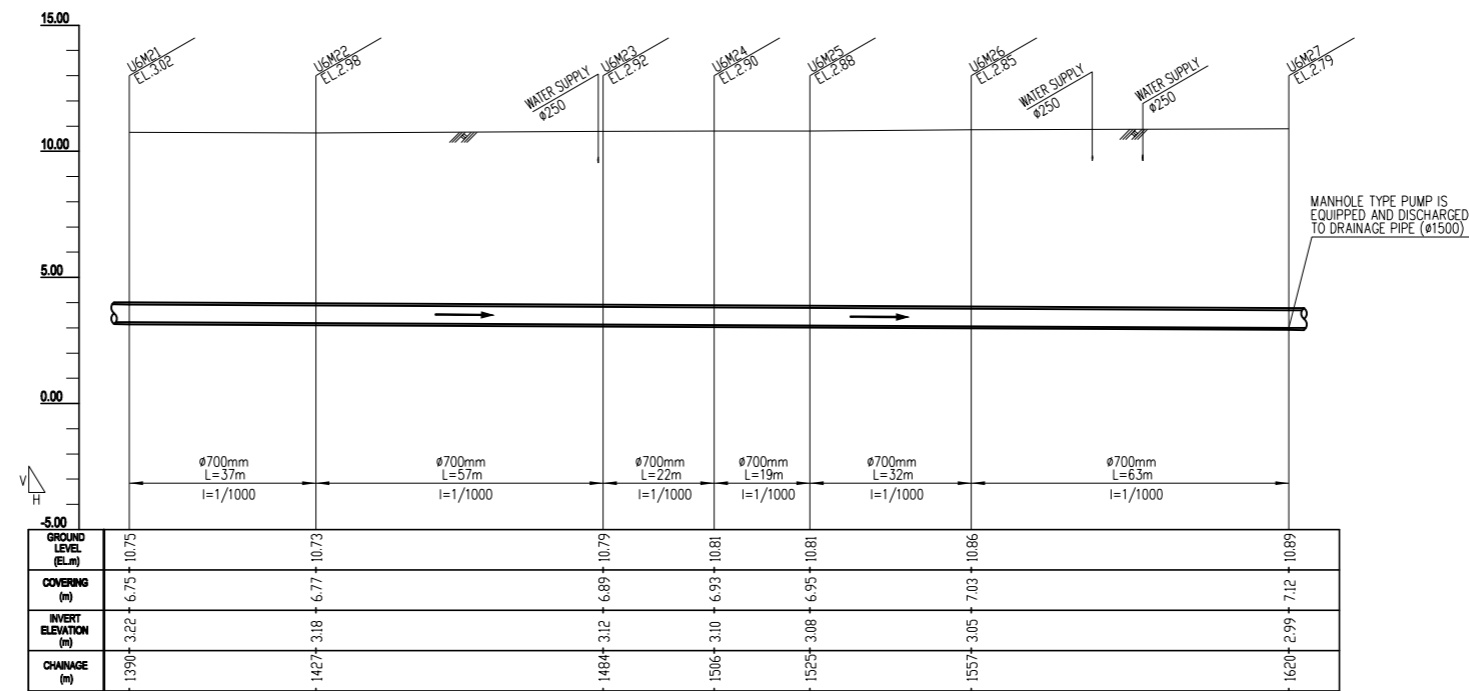 15.00
10.00
5.00
0.00
-5.00
U6M21
EL.3.02
U6M22
EL.2.98
WATER SUPPLY
ø250
U6M23
EL.2.92
U6M24
EL.2.90
U6M25
EL.2.88
U6M26
EL.2.85
WATER SUPPLY
ø250
WATER SUPPLY
ø250
U6M27
EL.2.79
MANHOLE TYPE PUMP IS
EQUIPPED AND DISCHARGED
TO DRAINAGE PIPE (ø1500)
V
H
ø700mm
L=37m
I=1/1000
ø700mm
L=57m
I=1/1000
ø700mm
L=22m
I=1/1000
ø700mm
L=19m
I=1/1000
ø700mm
L=32m
I=1/1000
ø700mm
L=63m
I=1/1000
GROUND
LEVEL
(EL.m)
10.75 10.73 10.79 10.81 10.81 10.86 10.89
COVERING
(m)
6.75 6.77 6.89 6.93 6.95 7.03 7.12
INVERT
ELEVATION
(m)
3.22 3.18 3.12 3.10 3.08 3.05 2.99
CHAINAGE
(m)
1390 1427 1484 1506 1525 1557 1620